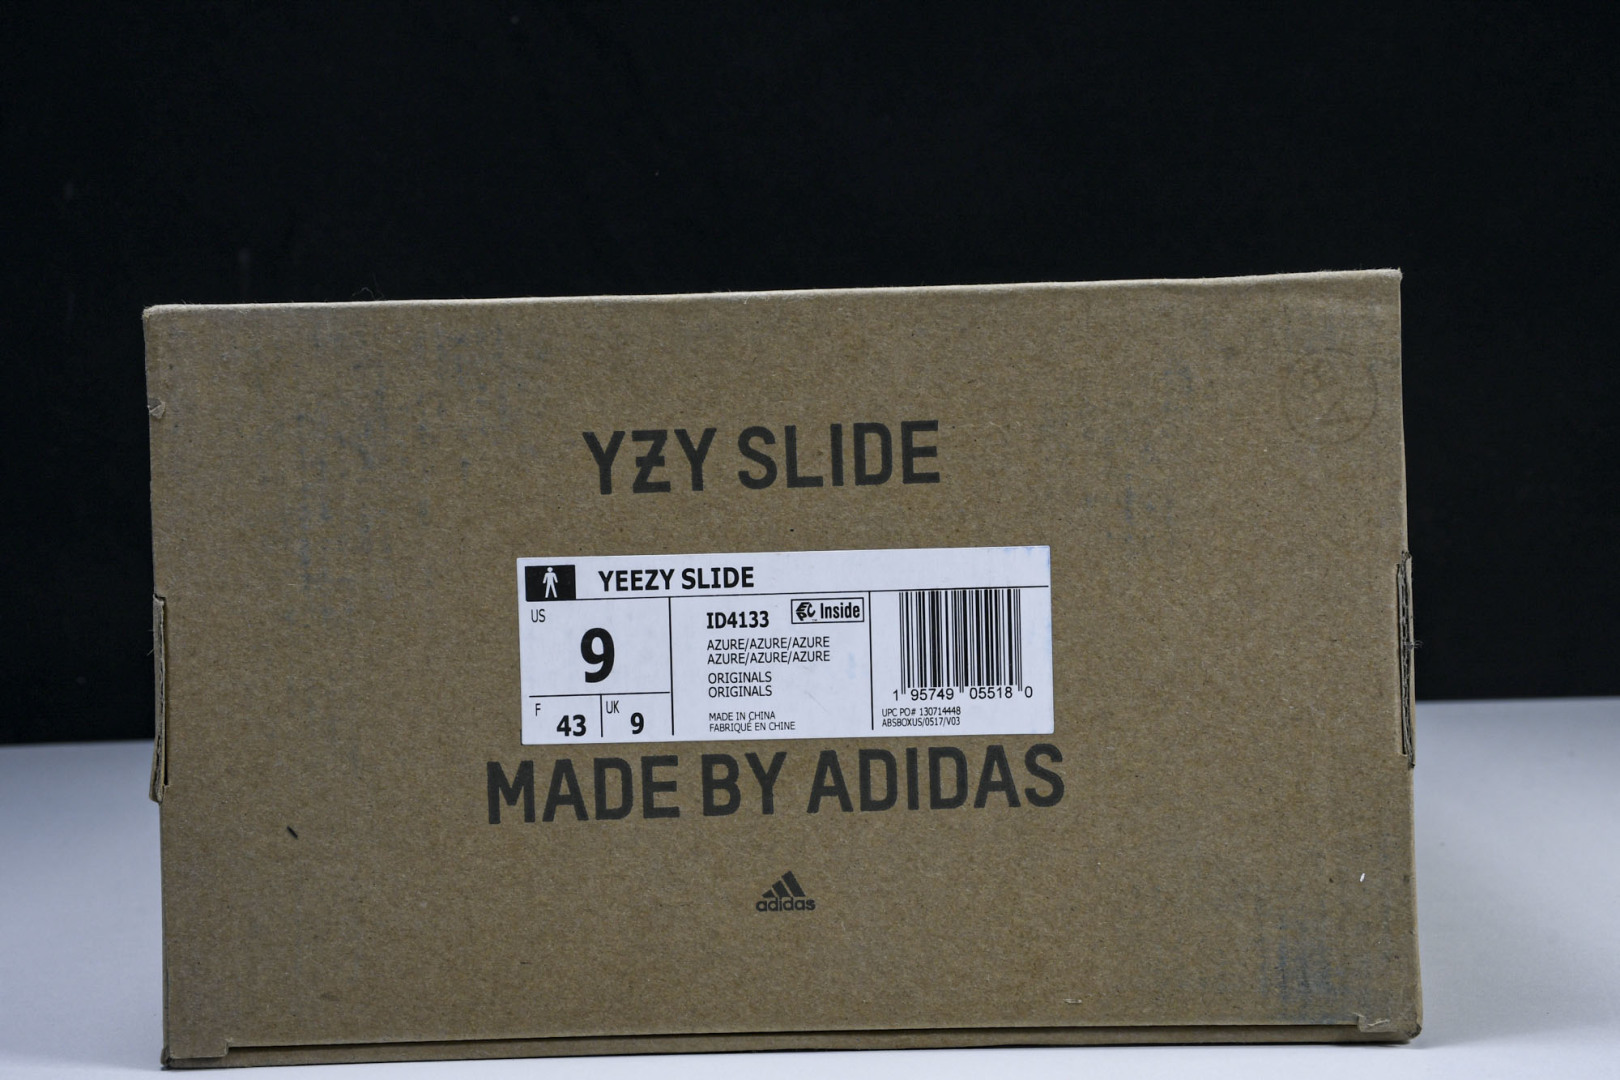 YZY SLIDE
YEEZY SLIDE
US
9
F
43
UK
9
ID4133
Inside
AZURE/AZURE/AZURE
AZURE/AZURE/AZURE
ORIGINALS
ORIGINALS
MADE IN CHINA
FABRIQUÉ EN CHINE
1 95749 05518 0
UPC PO# 130714448
ABSBOXUS/0517/V03
MADE BY ADIDAS
adidas